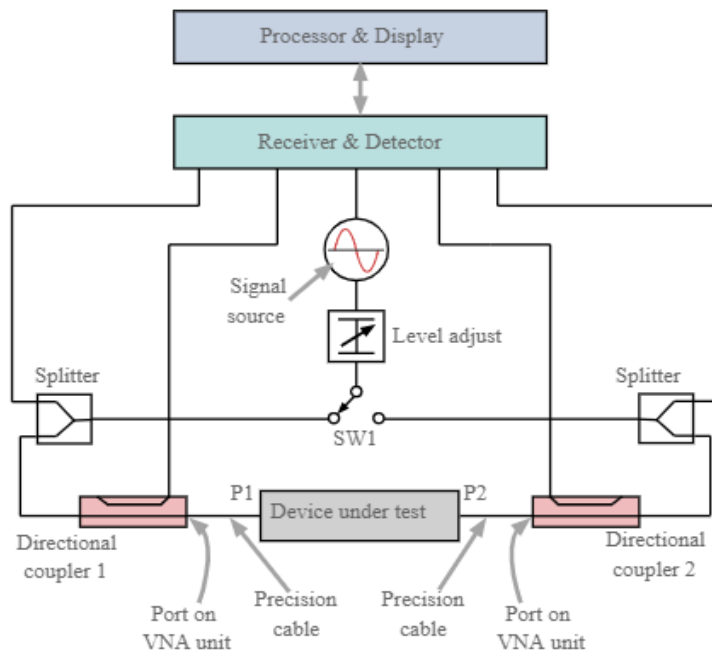 Processor & Display
Receiver & Detector
Signal
source
Level adjust
Splitter
Splitter
SW1
P1
P2
Device under test
Directional
coupler 1
Directional
coupler 2
Port on
VNA unit
Precision
cable
Precision
cable
Port on
VNA unit